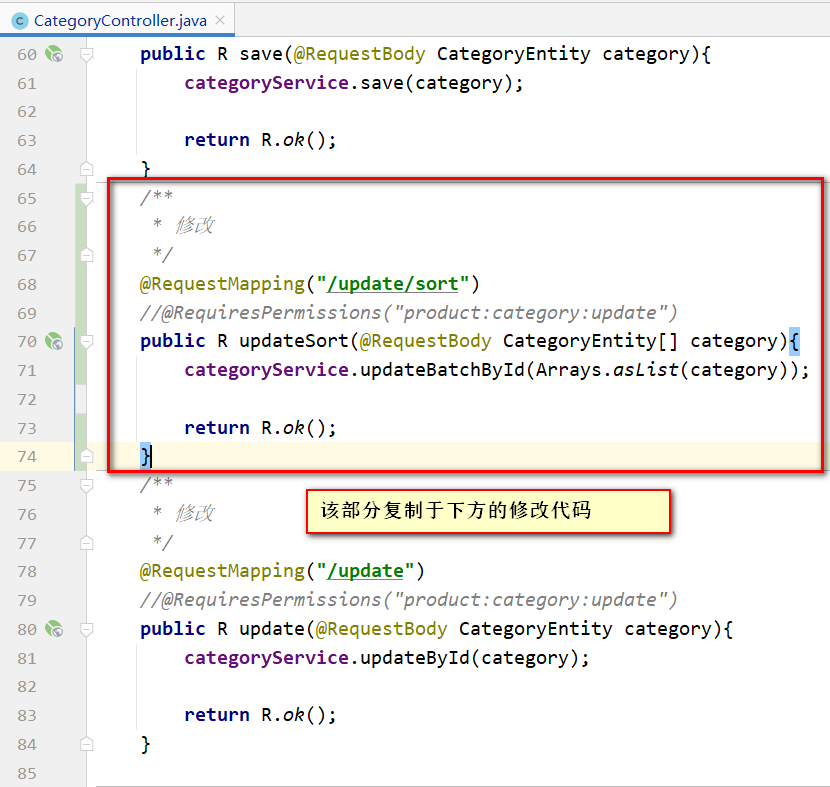 CategoryController.java
60 public R save(@RequestBody CategoryEntity category){
61 categoryService.save(category);
62
63 return R.ok();
64 }
65 /**
66 * 修改
67 */
68 @RequestMapping("/update/sort")
69 //@RequiresPermissions("product:category:update")
70 public R updateSort(@RequestBody CategoryEntity[] category){
71 categoryService.updateBatchById(Arrays.asList(category));
72
73 return R.ok();
74 }
75 /**
该部分复制于下方的修改代码
76 * 修改
77 */
78 @RequestMapping("/update")
79 //@RequiresPermissions("product:category:update")
80 public R update(@RequestBody CategoryEntity category){
81 categoryService.updateById(category);
82
83 return R.ok();
84 }
85